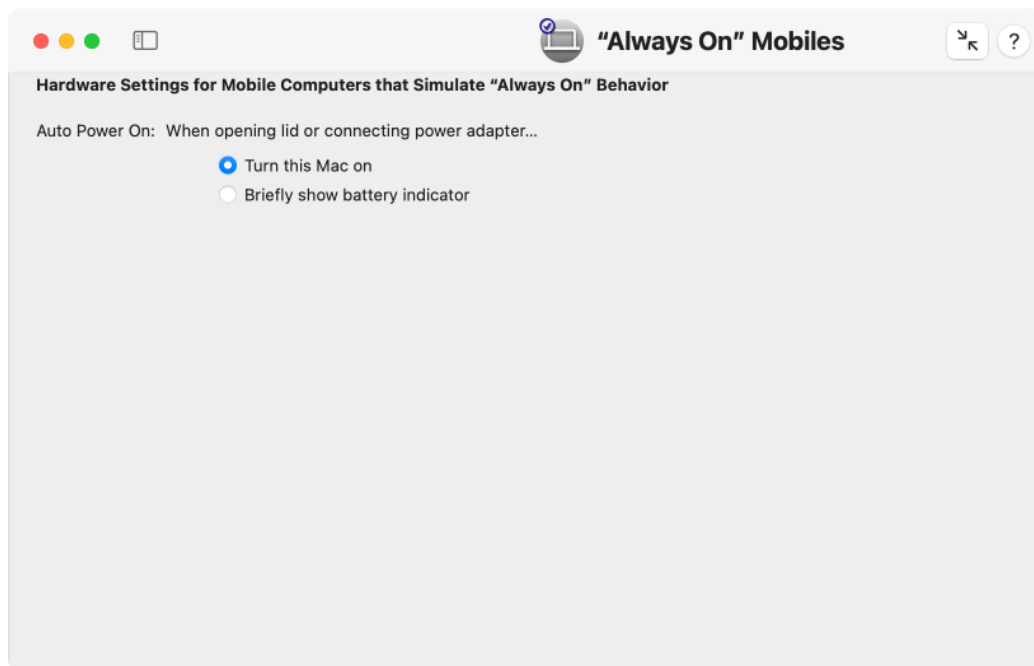 “Always On” Mobiles
?
Hardware Settings for Mobile Computers that Simulate “Always On” Behavior
Auto Power On: When opening lid or connecting power adapter...
Turn this Mac on
Briefly show battery indicator